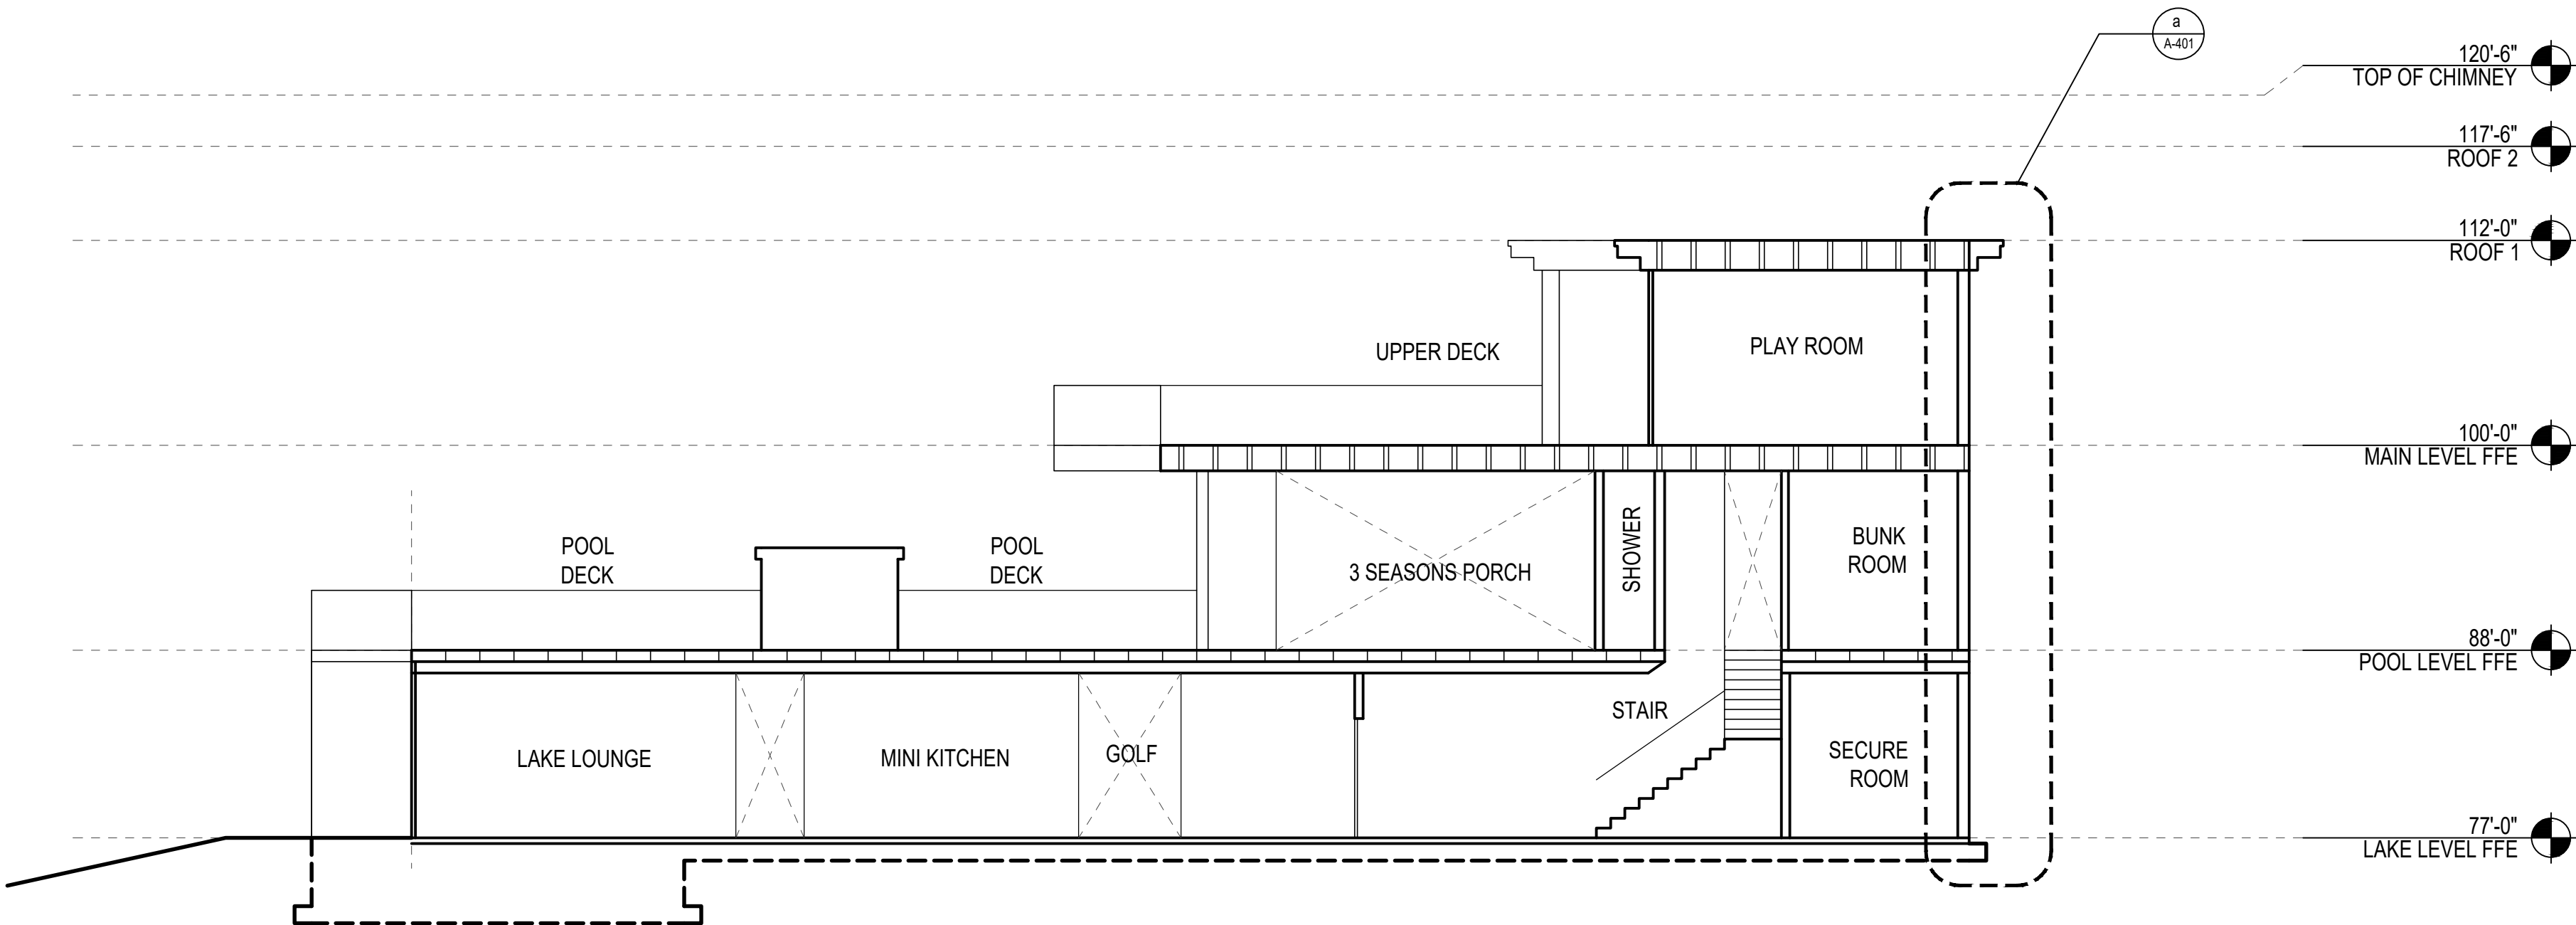 a
A-401
120'-6"
TOP OF CHIMNEY
117'-6"
ROOF 2
112'-0"
ROOF 1
UPPER DECK
PLAY ROOM
100'-0"
MAIN LEVEL FFE
POOL
DECK
POOL
DECK
3 SEASONS PORCH
SHOWER
BUNK
ROOM
88'-0"
POOL LEVEL FFE
LAKE LOUNGE
MINI KITCHEN
GOLF
STAIR
SECURE
ROOM
77'-0"
LAKE LEVEL FFE